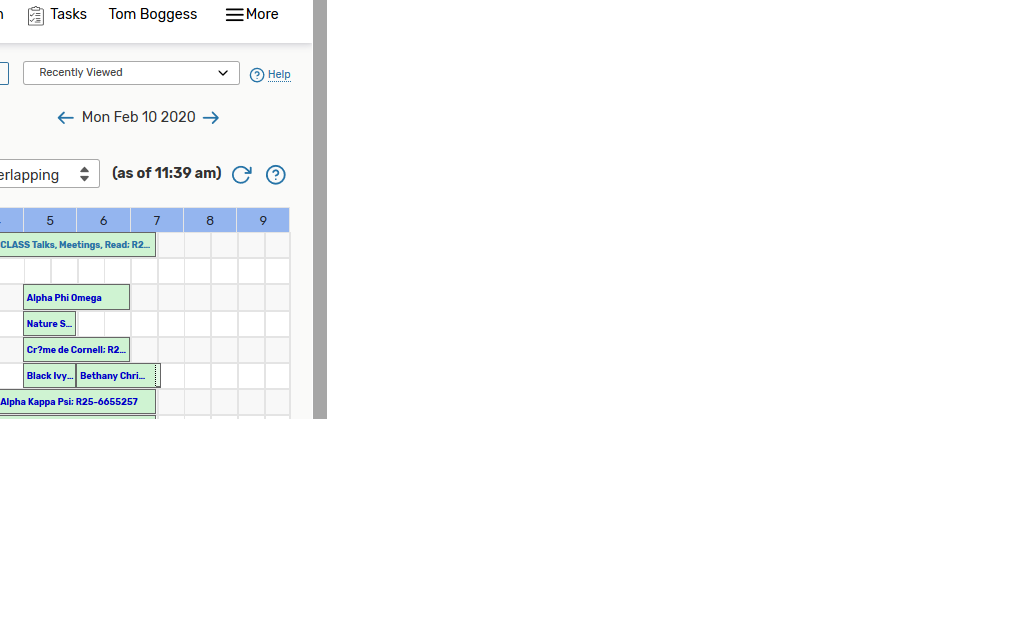 Tasks Tom Boggess More
Recently Viewed Help
Mon Feb 10 2020
erlapping (as of 11:39 am)
5 6 7 8 9
CLASS Talks, Meetings, Read; R2...
Alpha Phi Omega
Nature S...
Cr?me de Cornell; R2...
Black Ivy... Bethany Chri...
Alpha Kappa Psi; R25-6655257